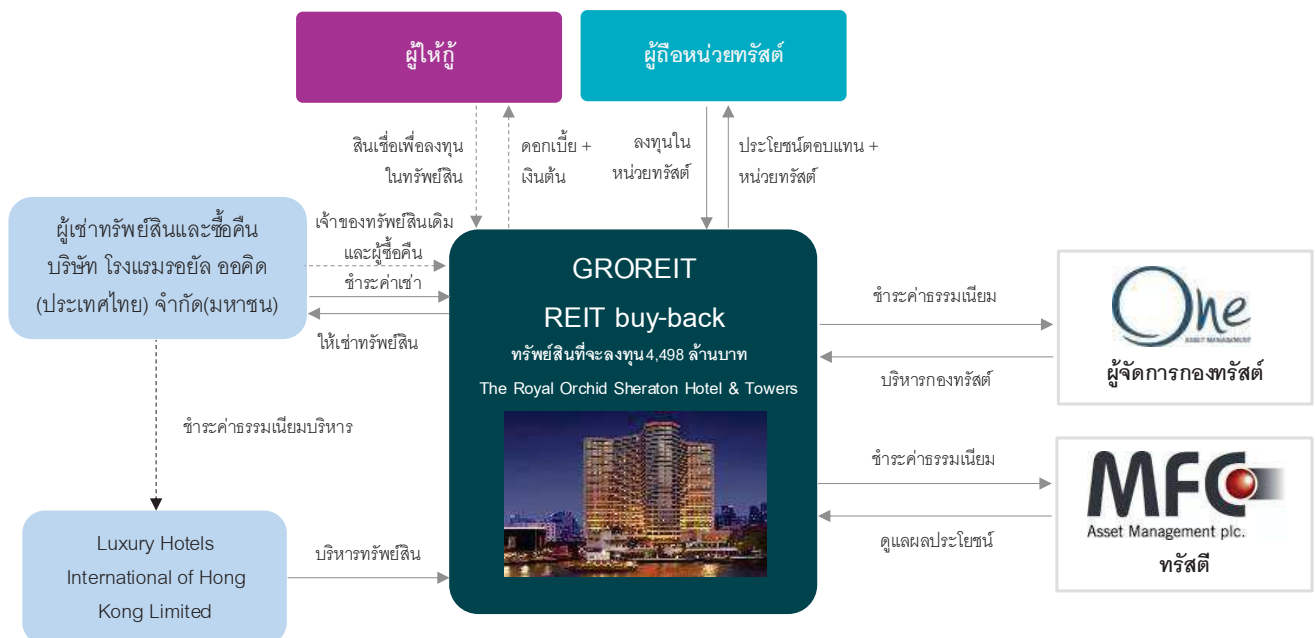 ผู้ให้กู้
ผู้ถือหน่วยทรัสต์
สินเชื่อเพื่อลงทุน
ในทรัพย์สิน
ดอกเบี้ย +
เงินต้น
ลงทุนใน
หน่วยทรัสต์
ประโยชน์ตอบแทน +
หน่วยทรัสต์
ผู้เช่าทรัพย์สินและซื้อคืน
บริษัท โรงแรมรอยัล ออคิด
(ประเทศไทย) จำกัด(มหาชน)
เจ้าของทรัพย์สินเดิม
และผู้ซื้อคืน
ชำระค่าเช่า
ให้เช่าทรัพย์สิน
GROREIT
REIT buy-back
ทรัพย์สินที่จะลงทุน4,498 ล้านบาท
The Royal Orchid Sheraton Hotel & Towers
ชำระค่าธรรมเนียม
บริหารกองทรัสต์
One
ASSET MANAGEMENT
ผู้จัดการกองทรัสต์
ชำระค่าธรรมเนียมบริหาร
ชำระค่าธรรมเนียม
ดูแลผลประโยชน์
MFC
Asset Management plc.
ทรัสตี
Luxury Hotels
International of Hong
Kong Limited
บริหารทรัพย์สิน